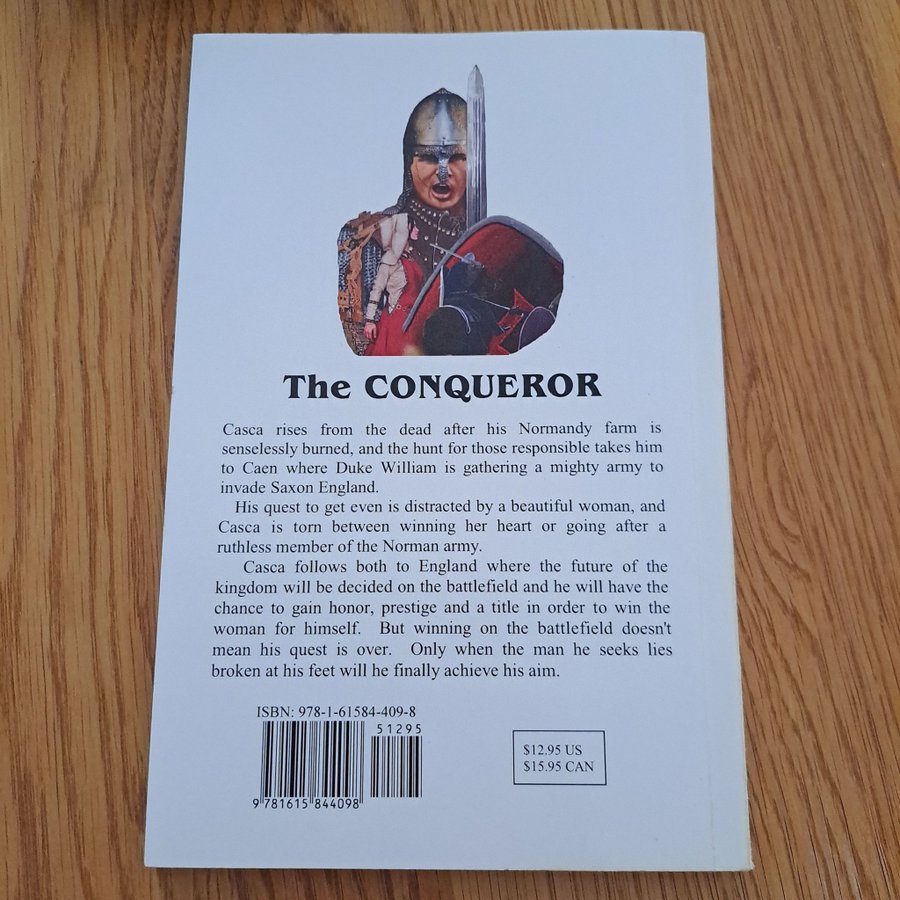 The CONQUEROR
Casca rises from the dead after his Normandy farm is
senselessly burned, and the hunt for those responsible takes him
to Caen where Duke William is gathering a mighty army to
invade Saxon England.
His quest to get even is distracted by a beautiful woman, and
Casca is torn between winning her heart or going after a
ruthless member of the Norman army.
Casca follows both to England where the future of the
kingdom will be decided on the battlefield and he will have the
chance to gain honor, prestige and a title in order to win the
woman for himself. But winning on the battlefield doesn't
mean his quest is over. Only when the man he seeks lies
broken at his feet will he finally achieve his aim.
ISBN: 978-1-61584-409-8
51295
9 781615 844098
$12.95 US
$15.95 CAN